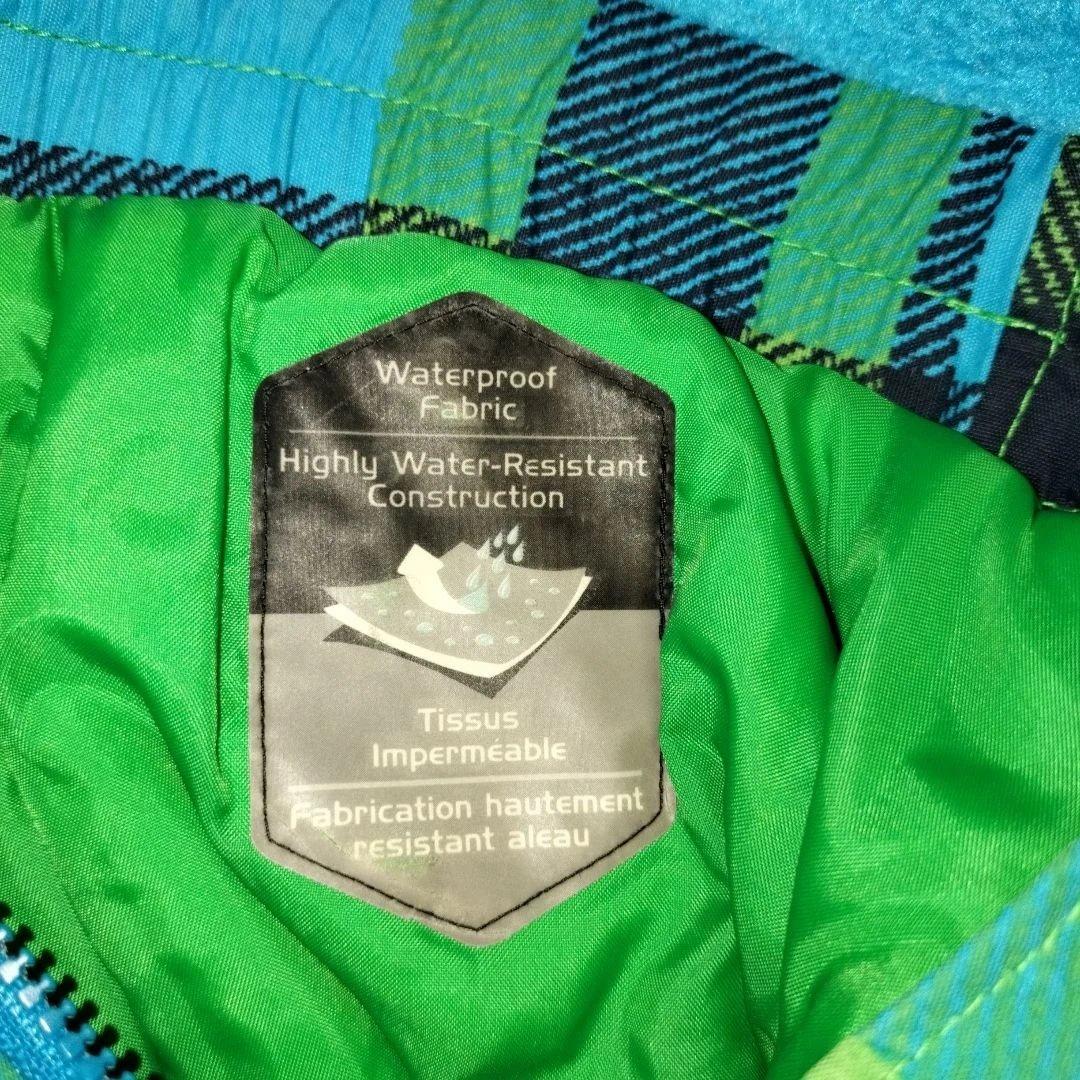 Waterproof
Fabric
Highly Water-Resistant
Construction
Tissus
Imperméable
Fabrication hautement
resistant aleau